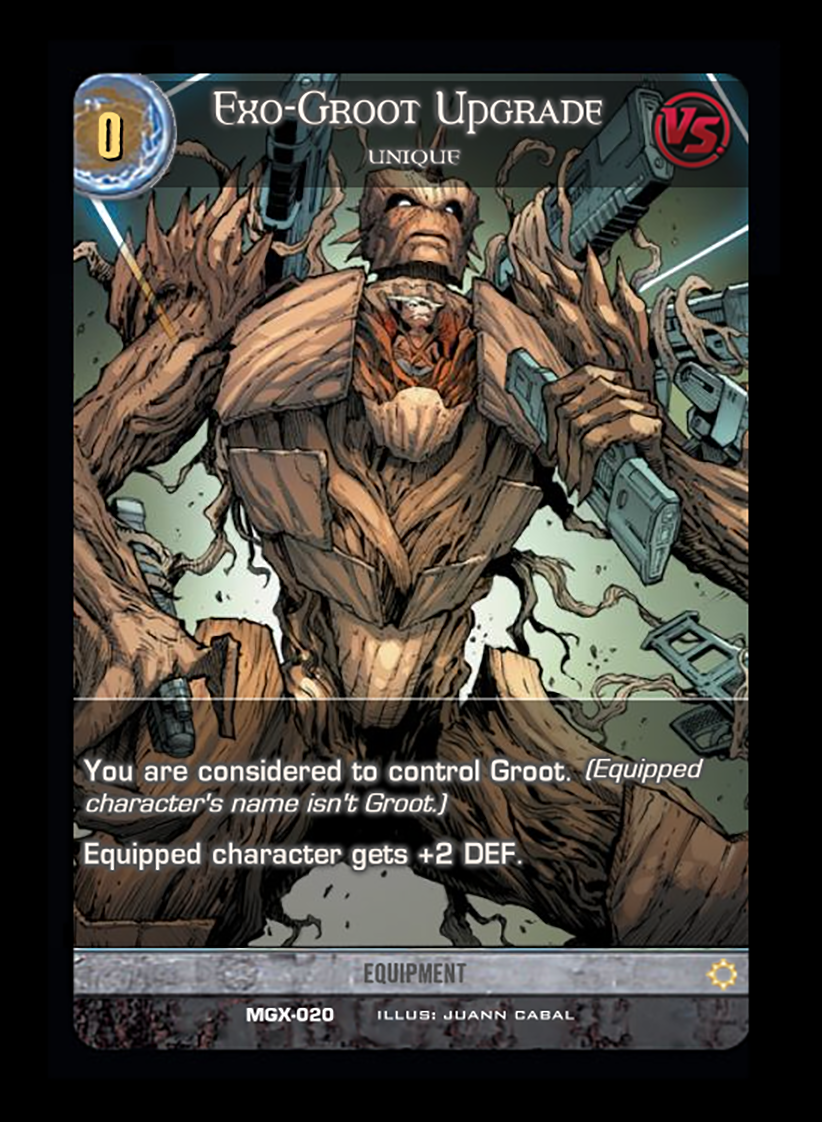 0
Exo-Groot Upgrade
VS.
UNIQUE
You are considered to control Groot. (Equipped
character's name isn't Groot.)
Equipped character gets +2 DEF.
EQUIPMENT
MGX-020 ILLUS: JUANN CABAL